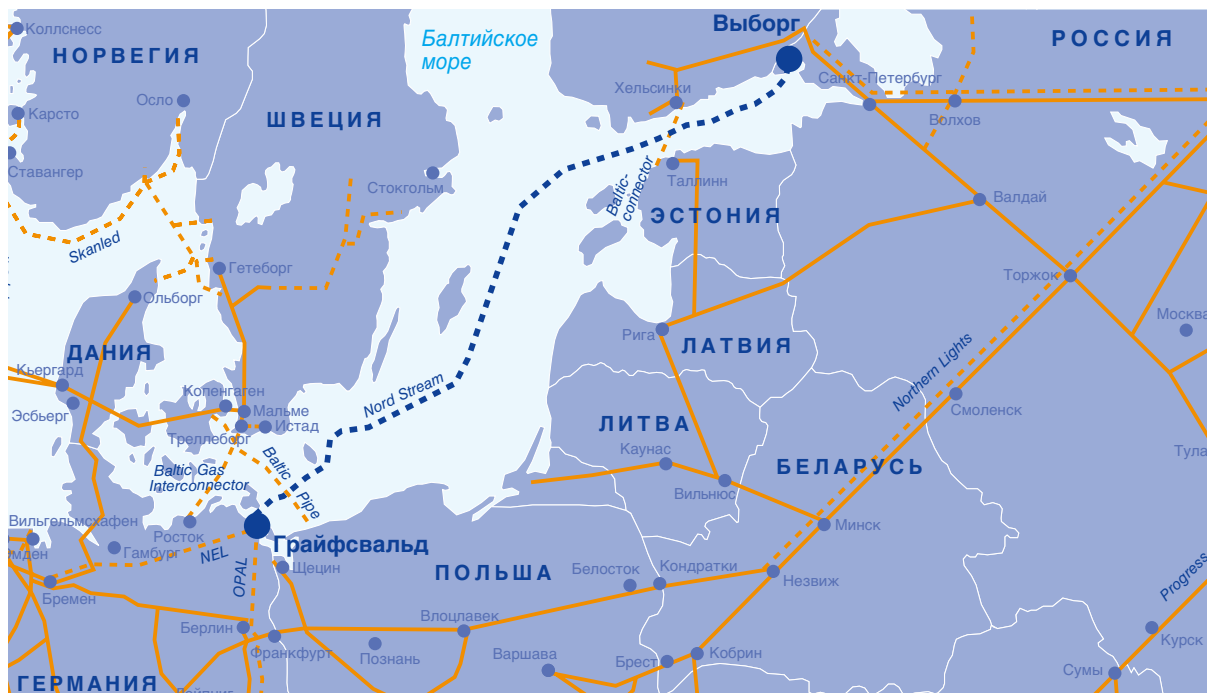 Коллснесс
НОРВЕГИЯ
Балтийское
море
Выборг
РОССИЯ
Осло
Карсто
ШВЕЦИЯ
Хельсинки
Санкт-Петербург
Волхов
Ставангер
Стокгольм
Baltic-
connector
Таллинн
ЭСТОНИЯ
Валдай
Skanled
Гетеборг
Торжок
Ольборг
Москва
Рига
ЛАТВИЯ
ДАНИЯ
Кьергард
Nord Stream
Northern Lights
Копенгаген
Мальме
Эсбьерг
Треллеборг
Истад
Смоленск
ЛИТВА
Каунас
Тула
Baltic Gas
Interconnector
Baltic Pipe
Вильнюс
БЕЛАРУСЬ
Вильгельмсхафен
Росток
Минск
Эмден
Гамбург
NEL
Грайфсвальд
OPAL
Щецин
ПОЛЬША
Белосток
Кондратки
Незвиж
Бремен
Progress
Влоцлавек
Берлин
Франкфурт
Познань
Варшава
Брест
Кобрин
Курск
Сумы
ГЕРМАНИЯ